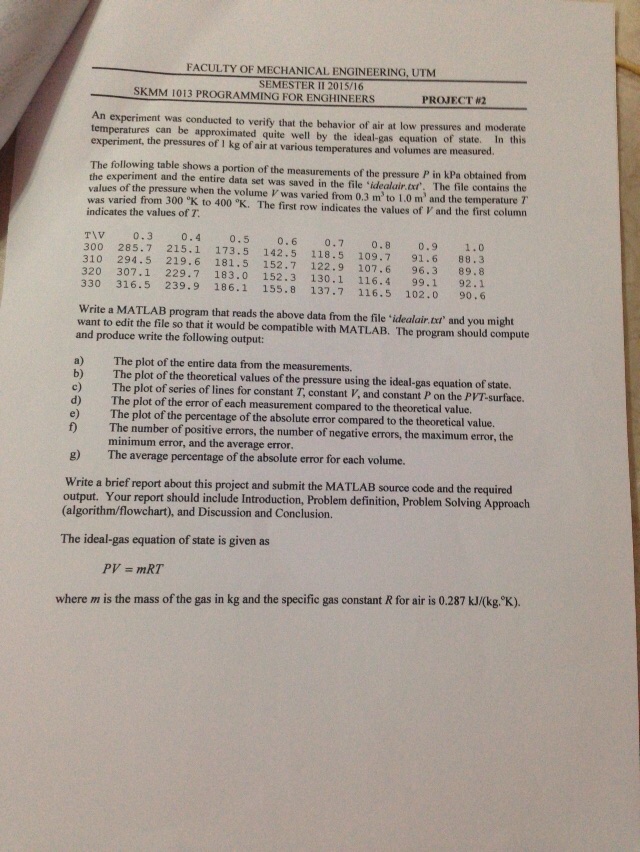 FACULTY OF MECHANICAL ENGINEERING, UTM
SEMESTER II 2015/16
SKMM 1013 PROGRAMMING FOR ENGHINEERS PROJECT #2
An experiment was conducted to verify that the behavior of air at low pressures and moderate
temperatures can be approximated quite well by the ideal-gas equation of state. In this
experiment, the pressures of 1 kg of air at various temperatures and volumes are measured.
The following table shows a portion of the measurements of the pressure P in kPa obtained from
the experiment and the entire data set was saved in the file 'idealair.txt'. The file contains the
values of the pressure when the volume V was varied from 0.3 m³ to 1.0 m³ and the temperature T
was varied from 300 °K to 400 °K. The first row indicates the values of V and the first column
indicates the values of T.
T\V 0.3 0.4 0.5 0.6 0.7 0.8 0.9 1.0
300 285.7 215.1 173.5 142.5 118.5 109.7 91.6 88.3
310 294.5 219.6 181.5 152.7 122.9 107.6 96.3 89.8
320 307.1 229.7 183.0 152.3 130.1 116.4 99.1 92.1
330 316.5 239.9 186.1 155.8 137.7 116.5 102.0 90.6
Write a MATLAB program that reads the above data from the file 'idealair.txt' and you might
want to edit the file so that it would be compatible with MATLAB. The program should compute
and produce write the following output:
a) The plot of the entire data from the measurements.
b) The plot of the theoretical values of the pressure using the ideal-gas equation of state.
c) The plot of series of lines for constant T, constant V, and constant P on the PVT-surface.
d) The plot of the error of each measurement compared to the theoretical value.
e) The plot of the percentage of the absolute error compared to the theoretical value.
f) The number of positive errors, the number of negative errors, the maximum error, the
minimum error, and the average error.
g) The average percentage of the absolute error for each volume.
Write a brief report about this project and submit the MATLAB source code and the required
output. Your report should include Introduction, Problem definition, Problem Solving Approach
(algorithm/flowchart), and Discussion and Conclusion.
The ideal-gas equation of state is given as
PV = mRT
where m is the mass of the gas in kg and the specific gas constant R for air is 0.287 kJ/(kg.°K).